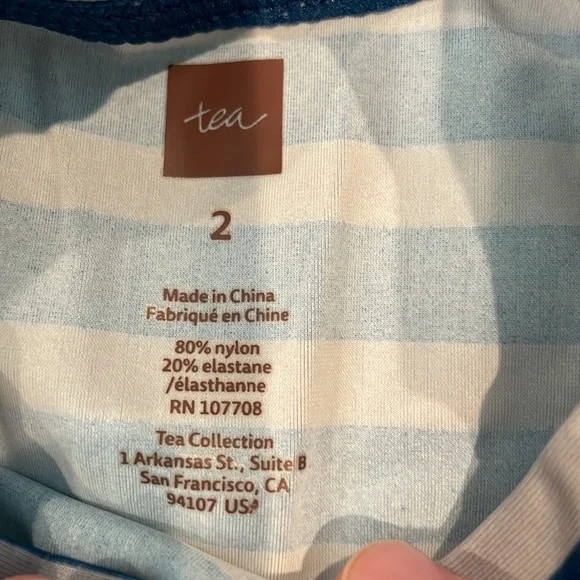 tea
2
Made in China
Fabriqué en Chine
80% nylon
20% elastane
/élasthanne
RN 107708
Tea Collection
1 Arkansas St., Suite B
San Francisco, CA
94107 USA